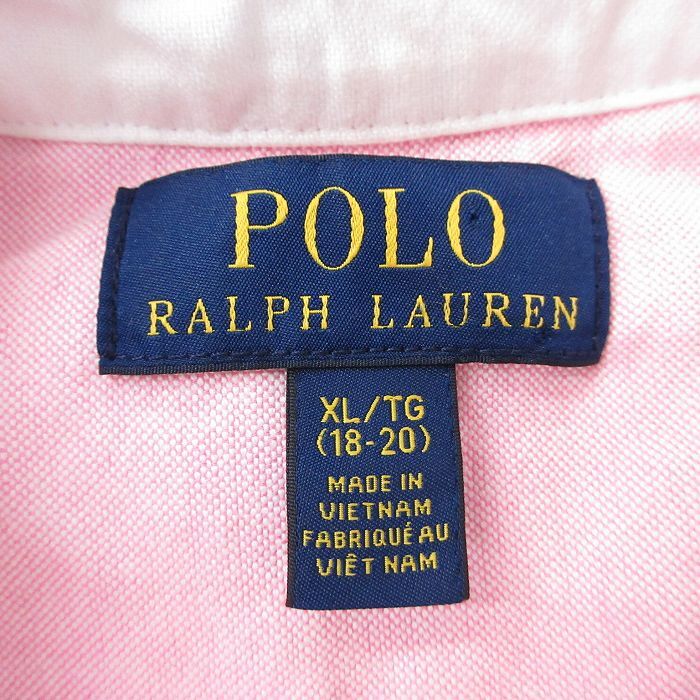 POLO
RALPH LAUREN
XL/TG
(18-20)
MADE IN
VIETNAM
FABRIQUÉ AU
VIÊT NAM